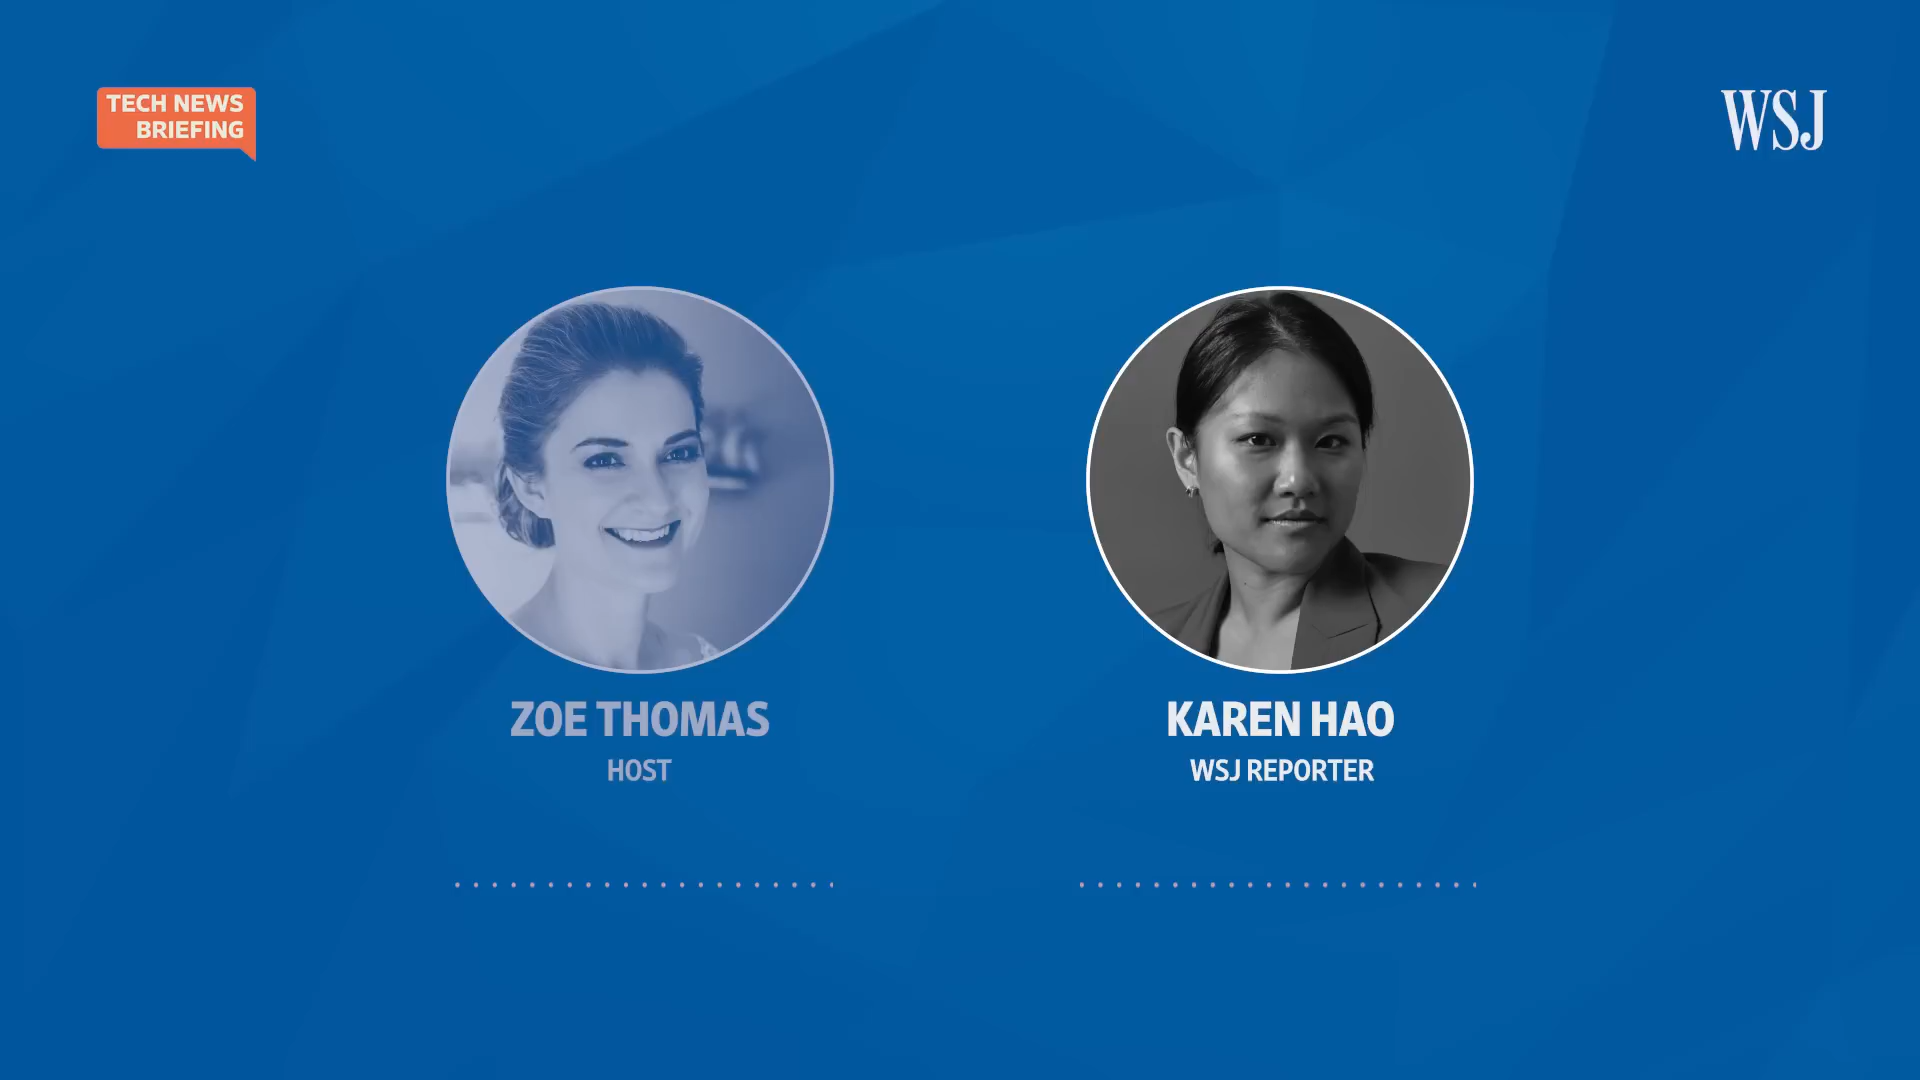 TECH NEWS
BRIEFING
WSJ
ZOE THOMAS
HOST
KAREN HAO
WSJ REPORTER